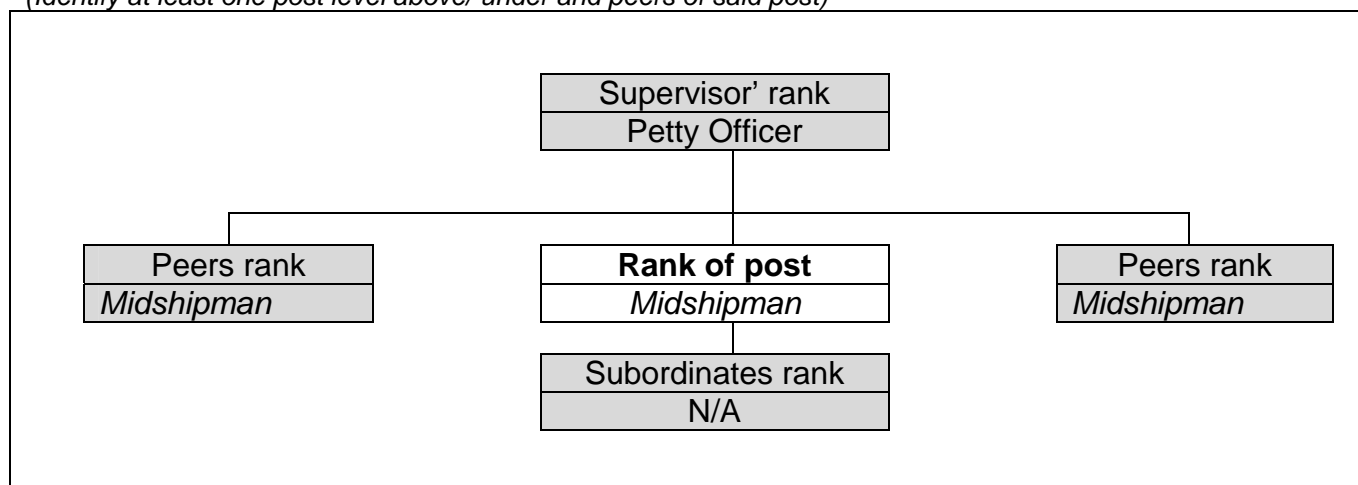 (Identify at least one post level above/ under and peers of said post)
Supervisor' rank
Petty Officer
Peers rank
Midshipman
Rank of post
Midshipman
Peers rank
Midshipman
Subordinates rank
N/A